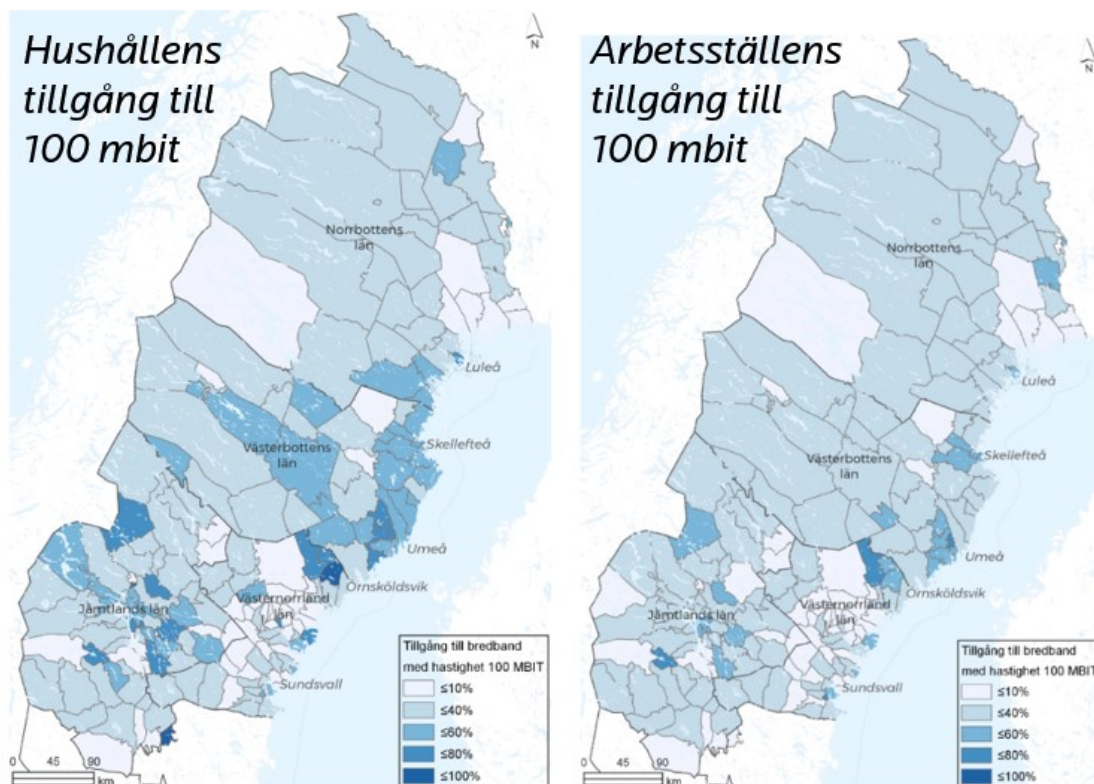 Hushållens
tillgång till
100 mbit
N
Norrbottens
län
Luleå
Västerbottens
län
Skellefteå
Umeå
Örnsköldsvik
Jämtlands län
Västernorrland
län
Sundsvall
Tillgång till bredband
med hastighet 100 MBIT
≤10%
≤40%
≤60%
≤80%
≤100%
0 45 90
km
Arbetsställens
tillgång till
100 mbit
N
Norrbottens
län
Luleå
Västerbottens
län
Skellefteå
Umeå
Örnsköldsvik
Jämtlands län
Västernorrland
län
Sundsvall
Tillgång till bredband
med hastighet 100 MBIT
≤10%
≤40%
≤60%
≤80%
≤100%
0 45 90
km